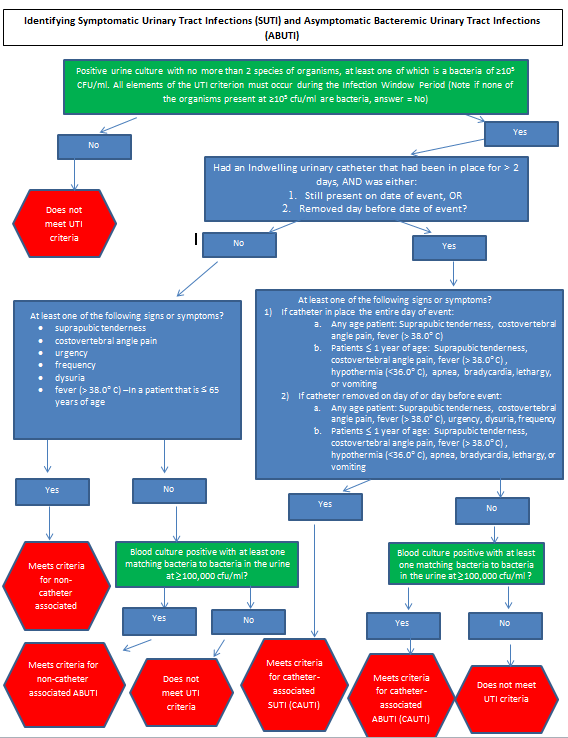 Identifying Symptomatic Urinary Tract Infections (SUTI) and Asymptomatic Bacteremic Urinary Tract Infections
(ABUTI)
Positive urine culture with no more than 2 species of organisms, at least one of which is a bacteria of ≥10⁵
CFU/ml. All elements of the UTI criterion must occur during the Infection Window Period (Note if none of
the organisms present at ≥10⁵ cfu/ml are bacteria, answer = No)
No
Yes
Does not
meet UTI
criteria
Had an Indwelling urinary catheter that had been in place for > 2
days, AND was either:
1. Still present on date of event, OR
2. Removed day before date of event?
No
Yes
At least one of the following signs or symptoms?
• suprapubic tenderness
• costovertebral angle pain
• urgency
• frequency
• dysuria
• fever (> 38.0° C) –In a patient that is ≤ 65
years of age
At least one of the following signs or symptoms?
1) If catheter in place the entire day of event:
a. Any age patient: Suprapubic tenderness, costovertebral
angle pain, fever (> 38.0° C)
b. Patients ≤ 1 year of age: Suprapubic tenderness,
costovertebral angle pain, fever (> 38.0° C) ,
hypothermia (<36.0° C), apnea, bradycardia, lethargy,
or vomiting
2) If catheter removed on day of or day before event:
a. Any age patient: Suprapubic tenderness, costovertebral
angle pain, fever (> 38.0° C), urgency, dysuria, frequency
b. Patients ≤ 1 year of age: Suprapubic tenderness,
costovertebral angle pain, fever (> 38.0° C) ,
hypothermia (<36.0° C), apnea, bradycardia, lethargy, or
vomiting
Yes
No
Yes
No
Meets criteria
for non-
catheter
associated
Blood culture positive with at least one
matching bacteria to bacteria in the urine
at ≥100,000 cfu/ml?
Blood culture positive with at least
one matching bacteria to bacteria
in the urine at ≥100,000 cfu/ml ?
Yes
No
Yes
No
Meets criteria for
non-catheter
associated ABUTI
Does not
meet UTI
criteria
Meets criteria
for catheter-
associated
SUTI (CAUTI)
Meets criteria
for catheter-
associated
ABUTI (CAUTI)
Does not meet
UTI criteria